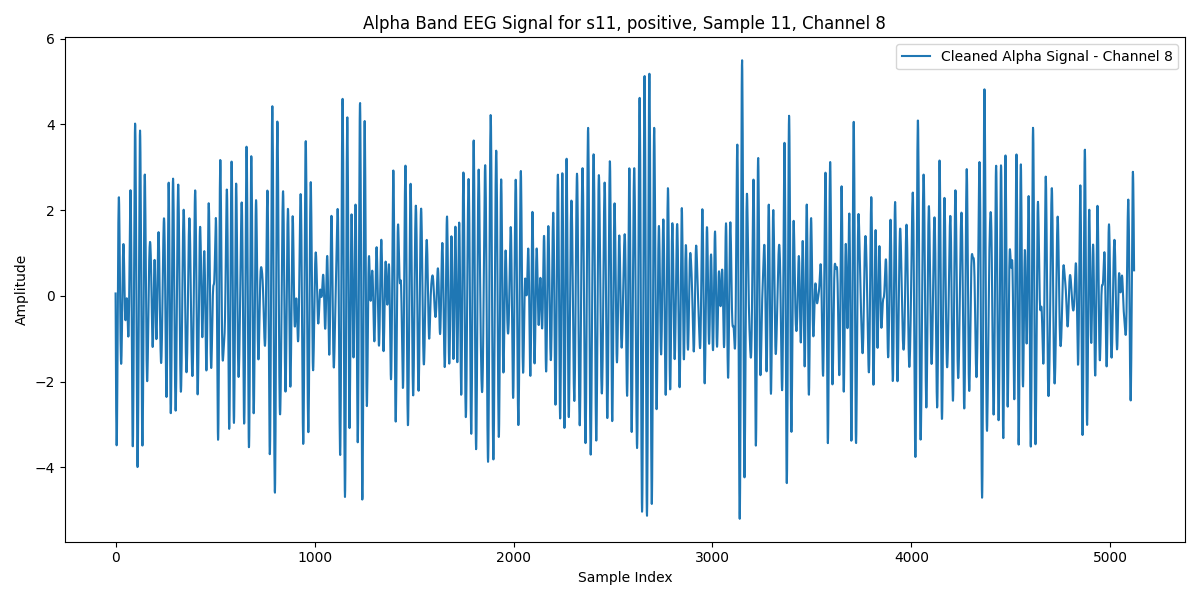 Alpha Band EEG Signal for s11, positive, Sample 11, Channel 8
Cleaned Alpha Signal - Channel 8
Amplitude
6
4
2
0
−2
−4
0 1000 2000 3000 4000 5000
Sample Index